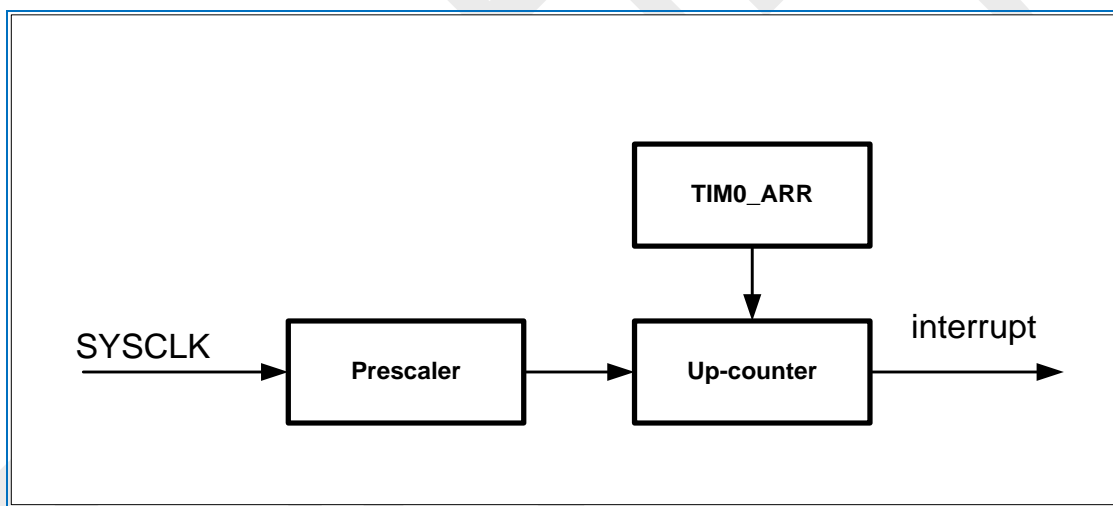 TIM0_ARR
interrupt
SYSCLK
Prescaler
Up-counter